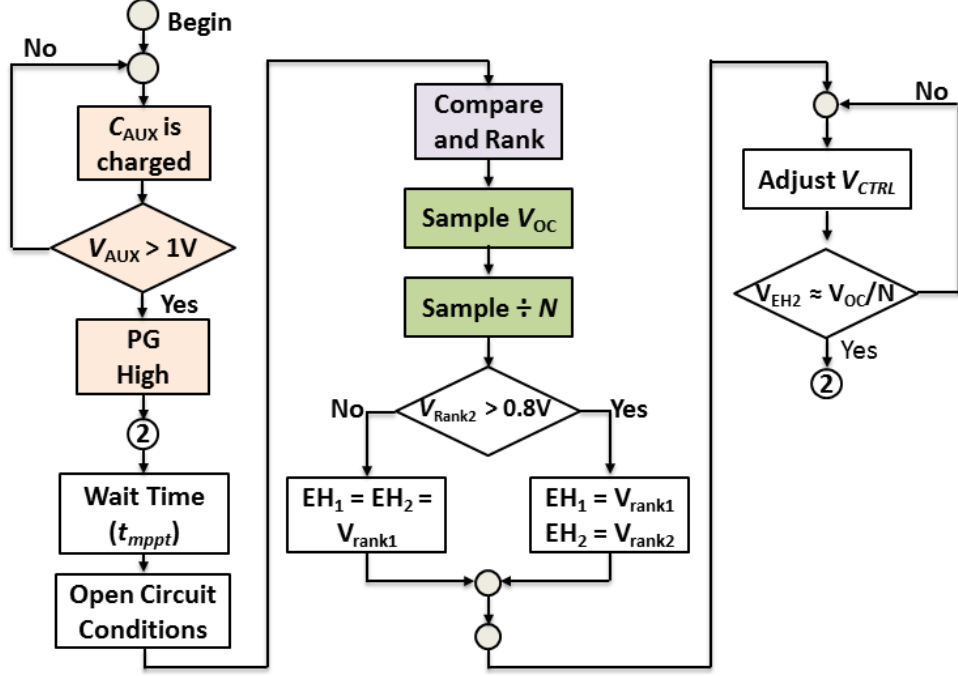 Begin
No
C_AUX is
charged
V_AUX > 1V
Yes
PG
High
2
Wait Time
(t_mppt)
Open Circuit
Conditions
Compare
and Rank
Sample V_OC
Sample ÷ N
V_Rank2 > 0.8V
No
Yes
EH₁ = EH₂ =
V_rank1
EH₁ = V_rank1
EH₂ = V_rank2
No
Adjust V_CTRL
V_EH2 ≈ V_OC/N
Yes
2